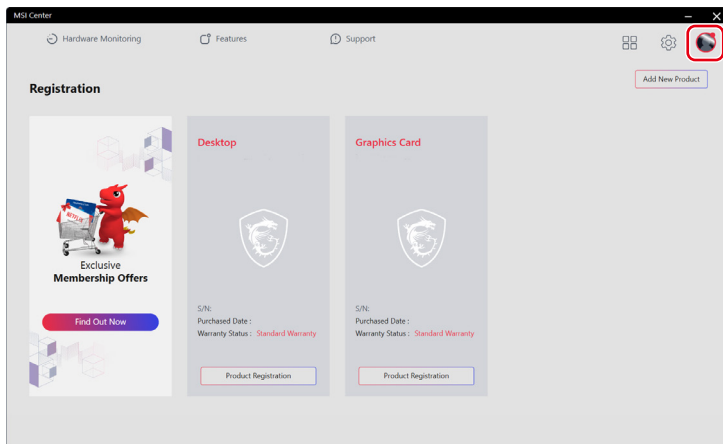 MSI Center
Hardware Monitoring
Features
Support
Add New Product
Registration
NETFLIX
Exclusive
Membership Offers
Find Out Now
Desktop
S/N:
Purchased Date :
Warranty Status : Standard Warranty
Product Registration
Graphics Card
S/N:
Purchased Date :
Warranty Status : Standard Warranty
Product Registration